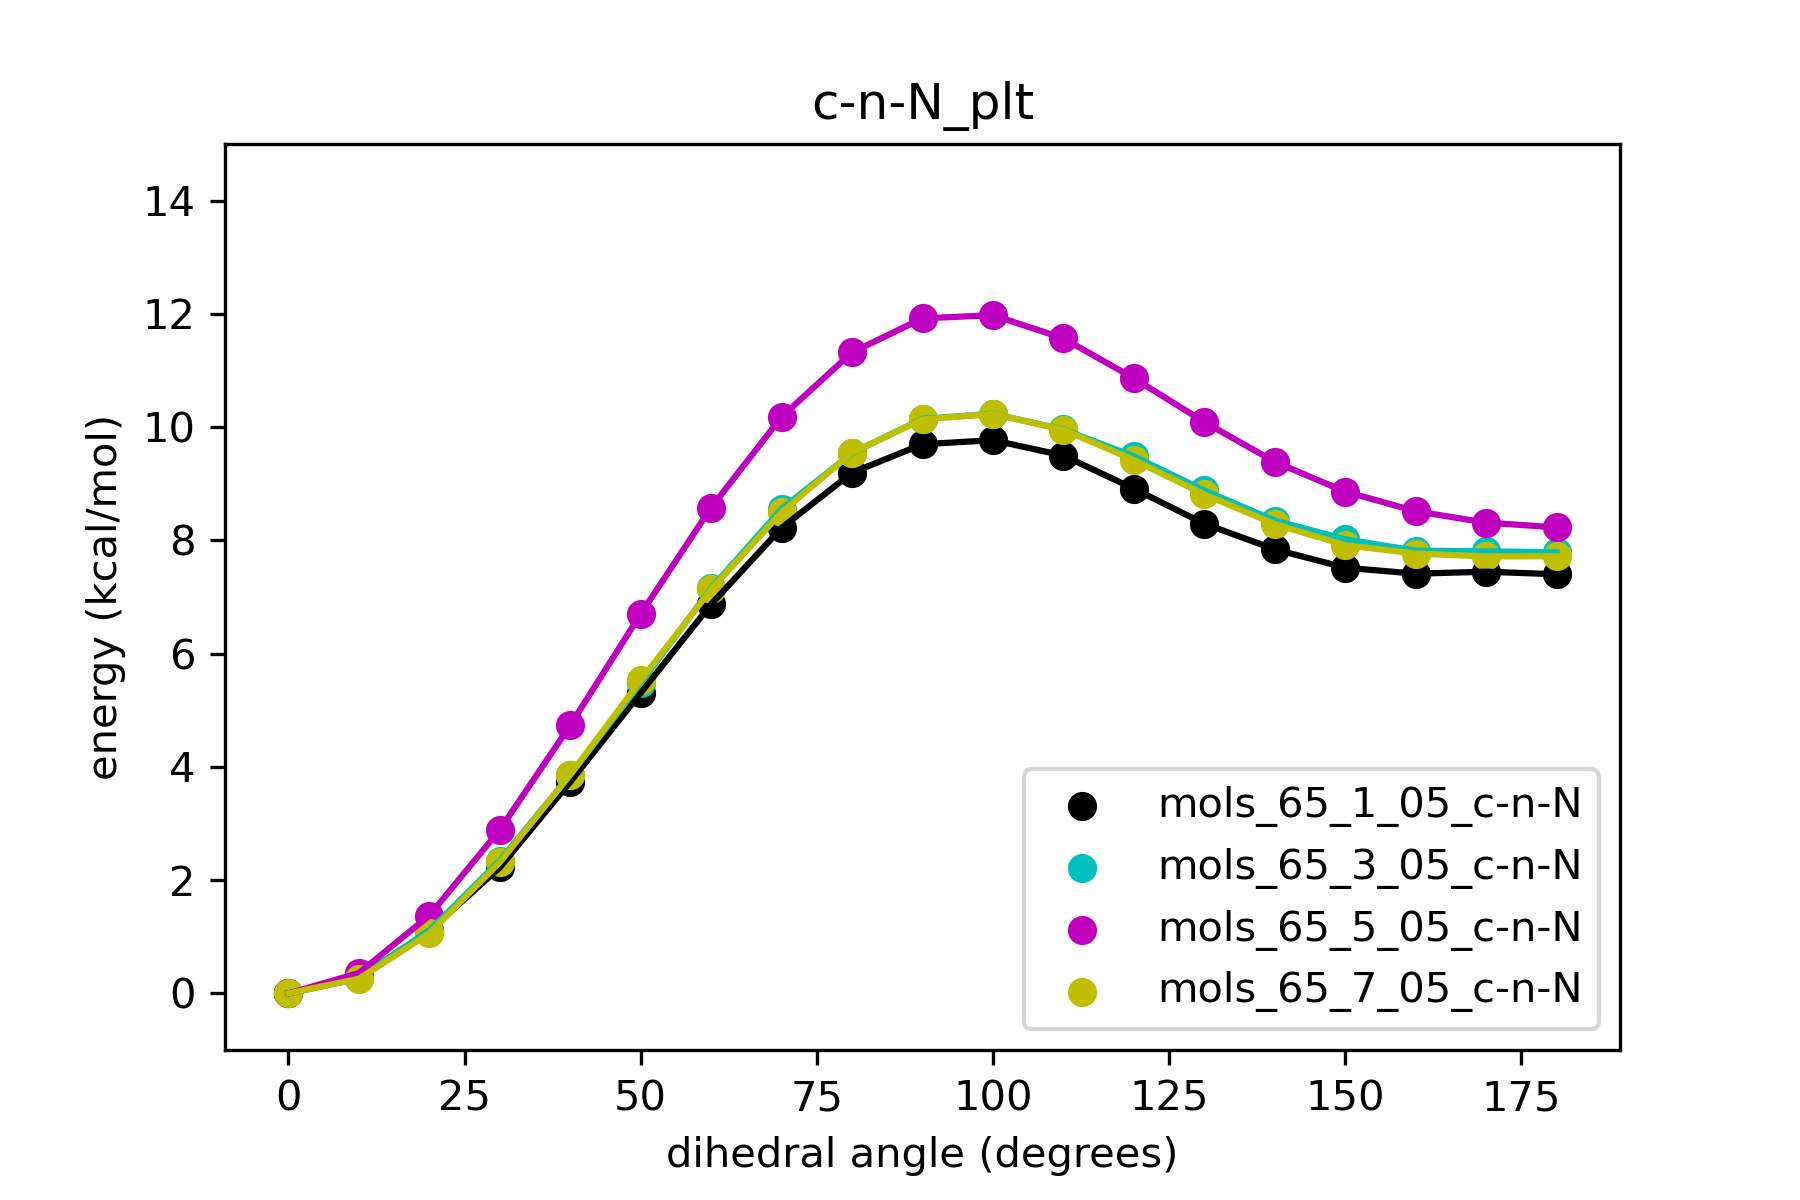 c-n-N_plt
14
12
10
8
6
4
2
0
energy (kcal/mol)
mols_65_1_05_c-n-N
mols_65_3_05_c-n-N
mols_65_5_05_c-n-N
mols_65_7_05_c-n-N
0 25 50 75 100 125 150 175
dihedral angle (degrees)